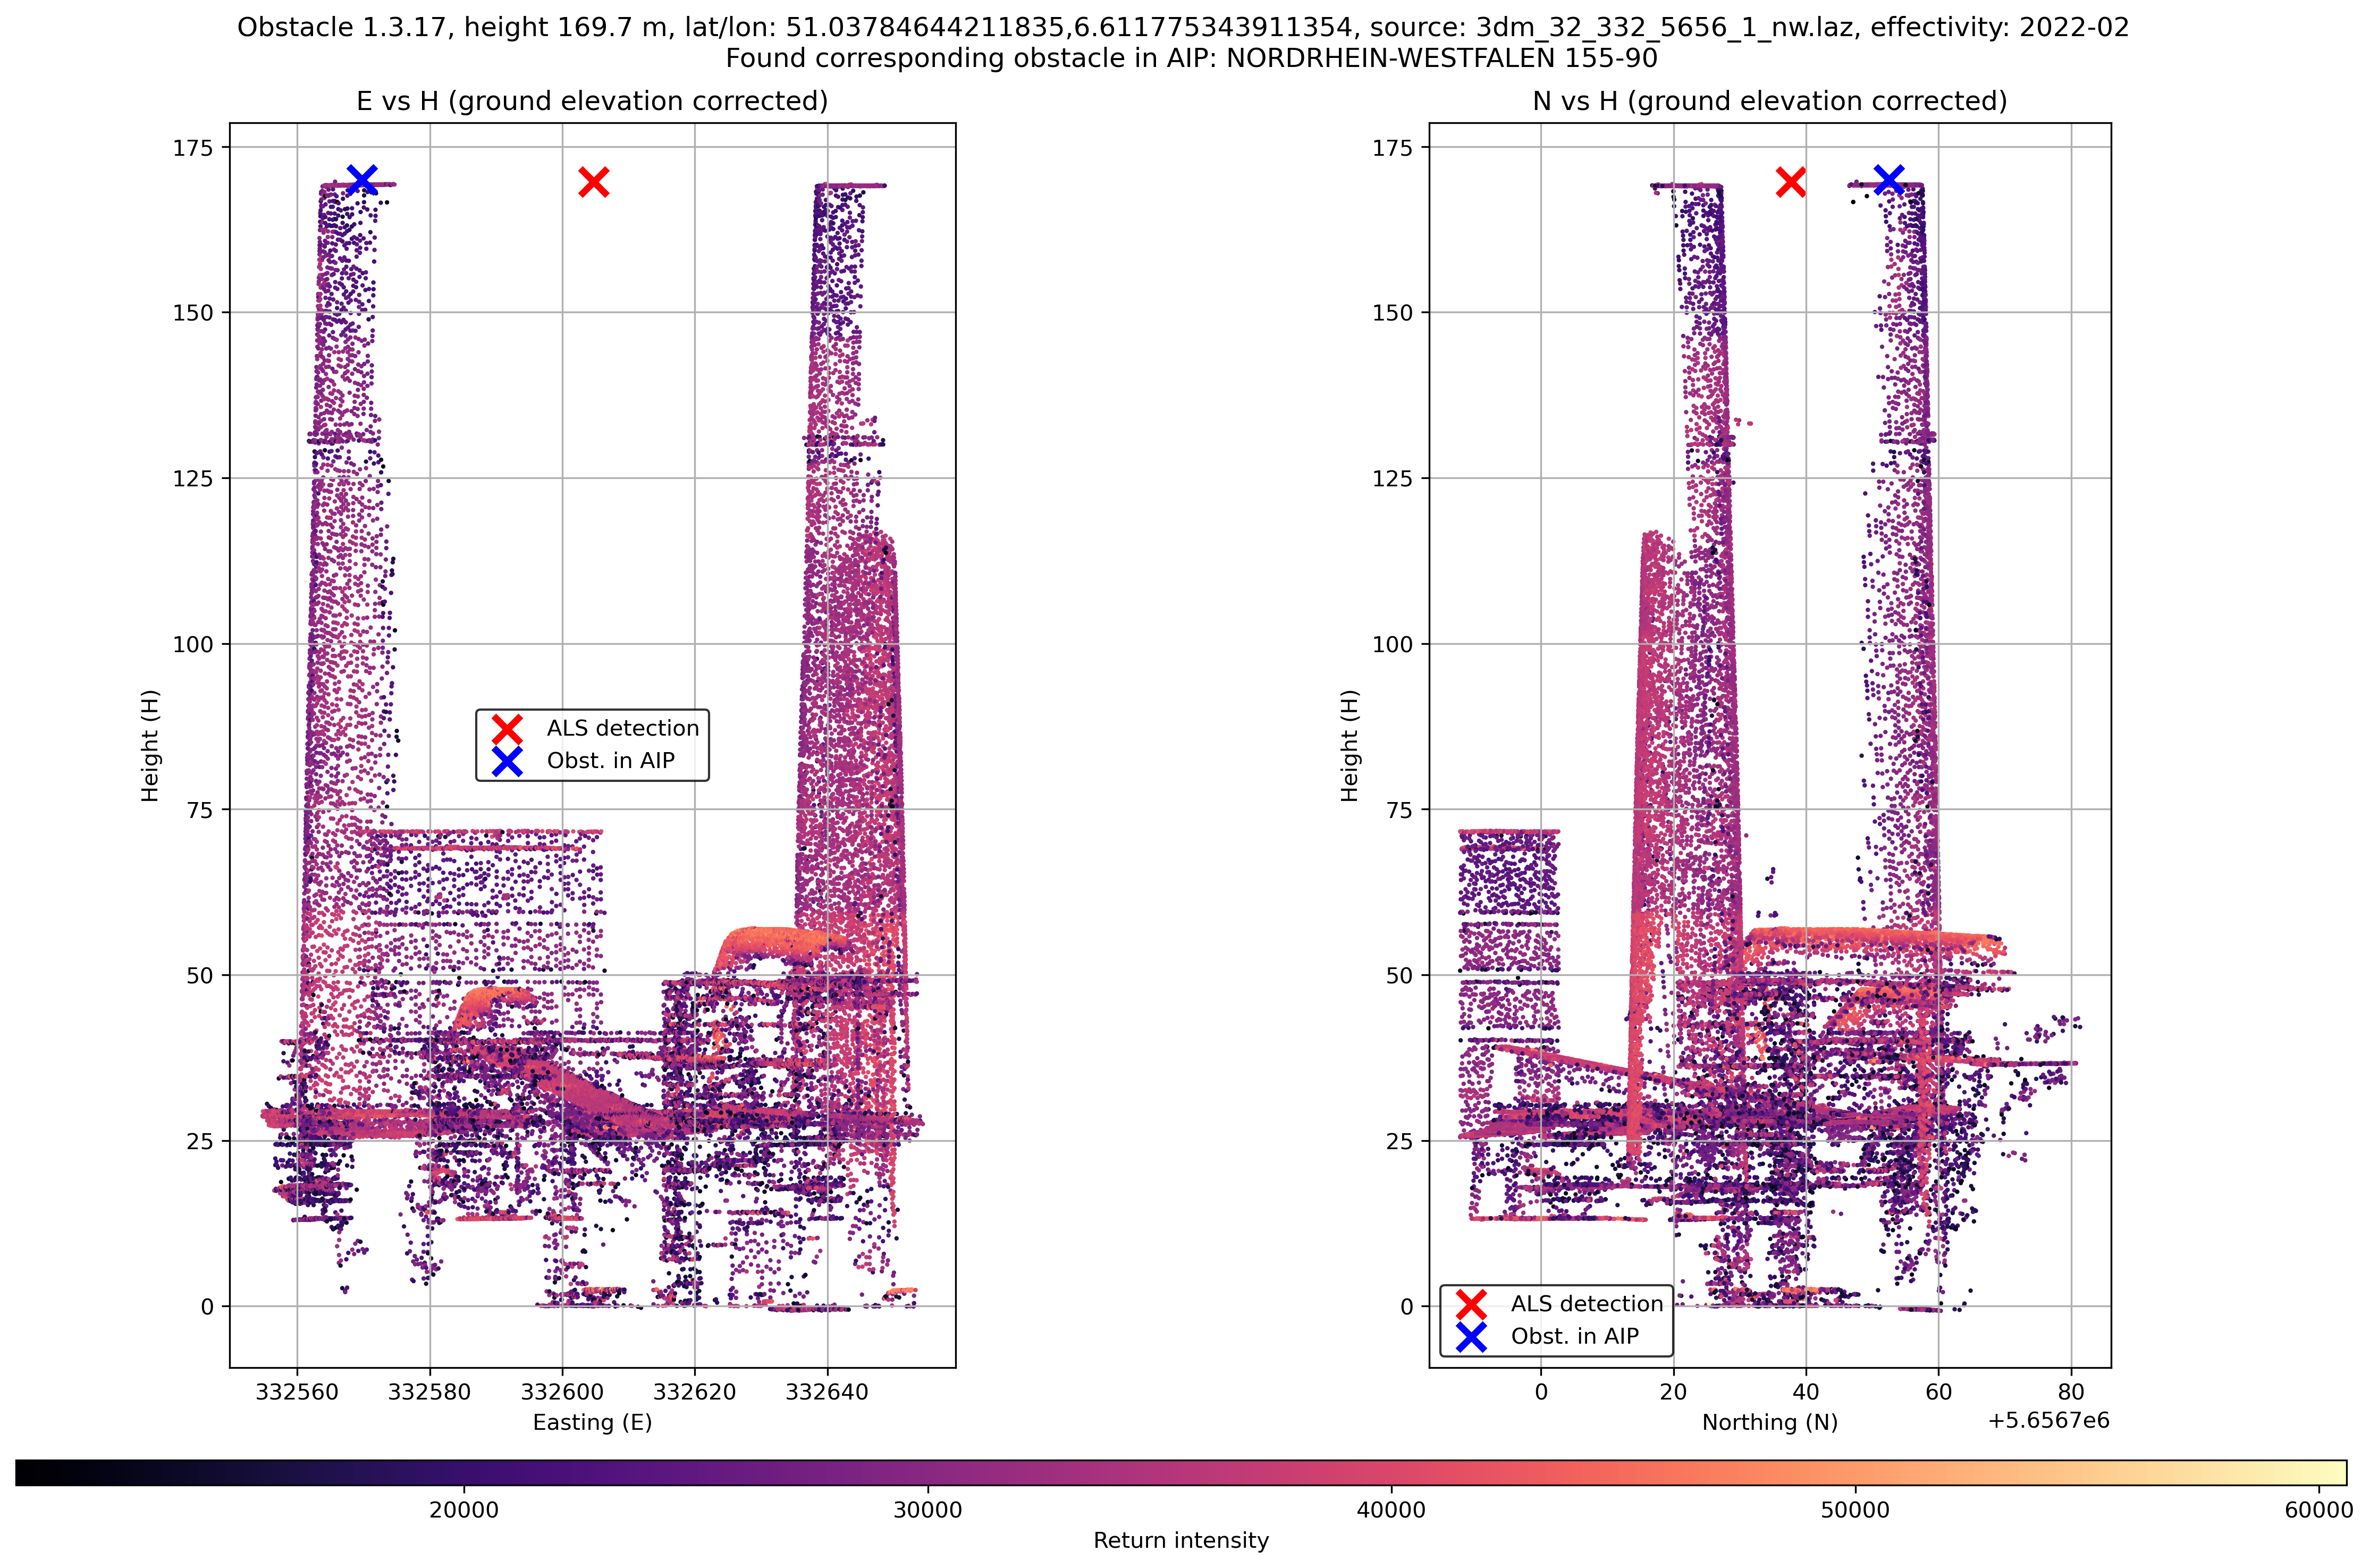 Obstacle 1.3.17, height 169.7 m, lat/lon: 51.03784644211835,6.611775343911354, source: 3dm_32_332_5656_1_nw.laz, effectivity: 2022-02
Found corresponding obstacle in AIP: NORDRHEIN-WESTFALEN 155-90
E vs H (ground elevation corrected)
175
150
125
100
75
50
25
0
Height (H)
ALS detection
Obst. in AIP
332560 332580 332600 332620 332640
Easting (E)
N vs H (ground elevation corrected)
175
150
125
100
75
50
25
0
Height (H)
ALS detection
Obst. in AIP
0 20 40 60 80
Northing (N)
+5.6567e6
20000 30000 40000 50000 60000
Return intensity